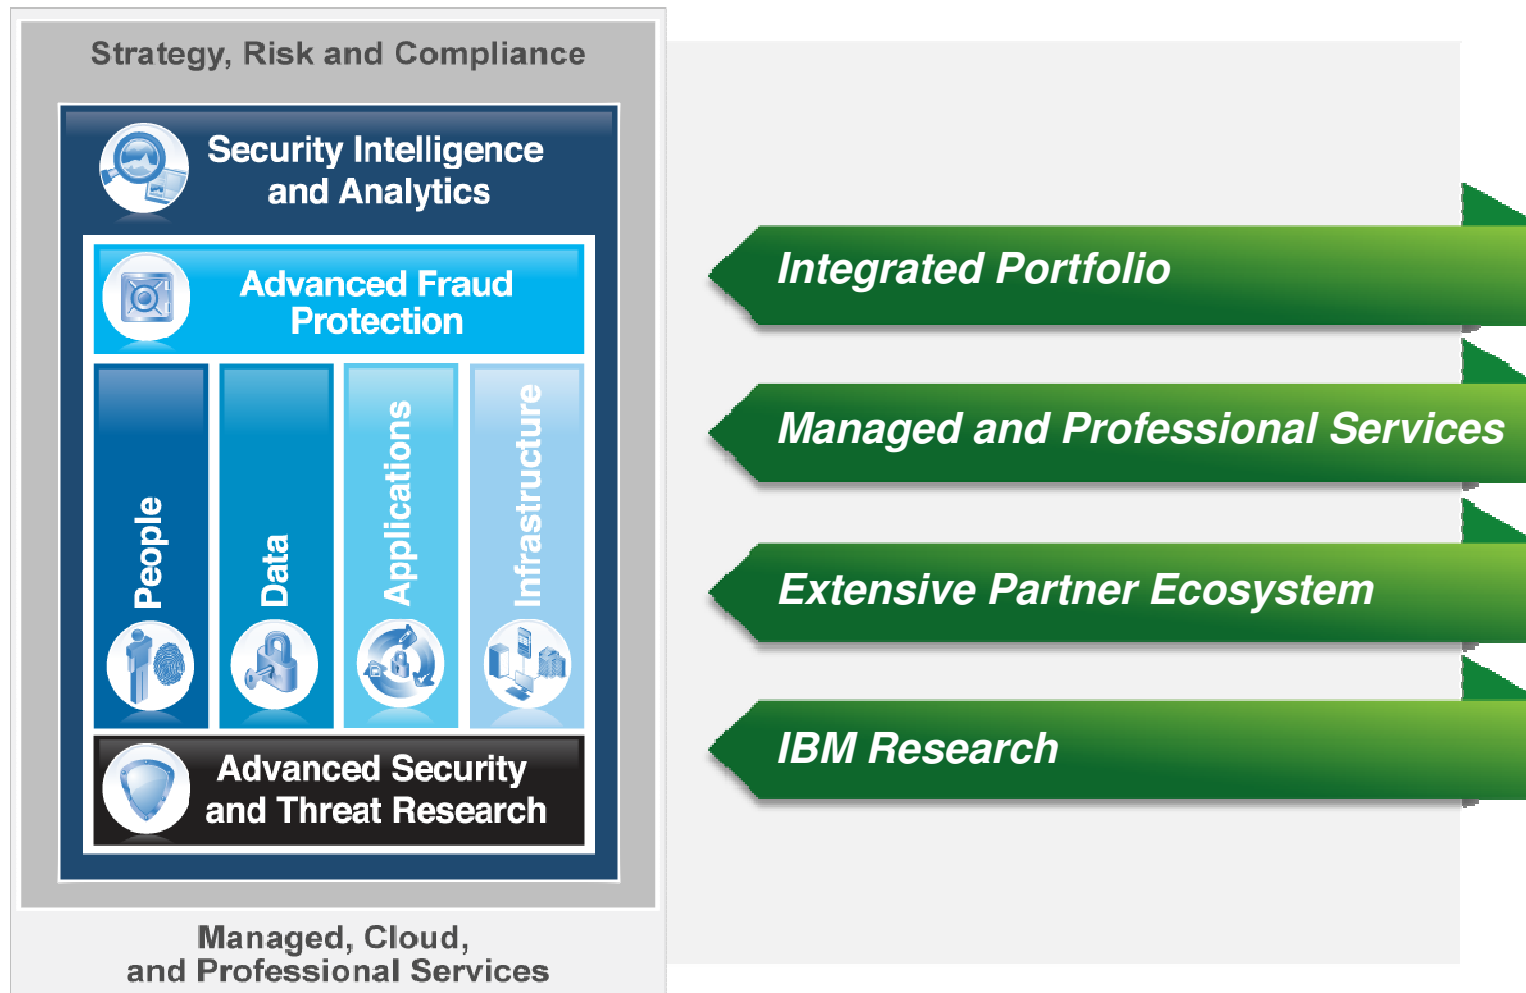 Strategy, Risk and Compliance
Security Intelligence
and Analytics
Advanced Fraud
Protection
People
Data
Applications
Infrastructure
Advanced Security
and Threat Research
Managed, Cloud,
and Professional Services
Integrated Portfolio
Managed and Professional Services
Extensive Partner Ecosystem
IBM Research